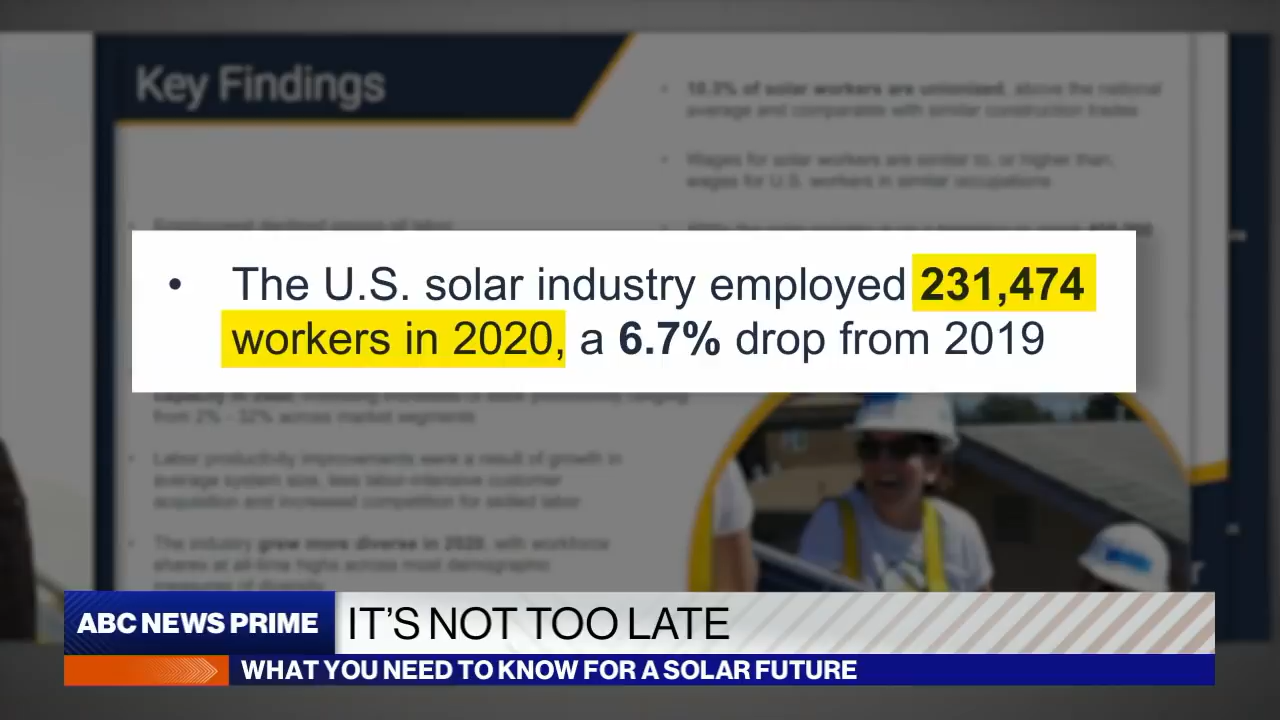 Key Findings
10.3% of solar workers are unionized, above the national
average and comparable with similar construction trades
Wages for solar workers are similar to, or higher than,
wages for U.S. workers in similar occupations
• The U.S. solar industry employed 231,474
workers in 2020, a 6.7% drop from 2019
from 2% - 32% across market segments
Labor productivity improvements were a result of growth in
average system size, less labor-intensive customer
acquisition and increased competition for skilled labor
The industry grew more diverse in 2020, with workforce
shares at all-time highs across most demographic
measures of diversity
ABC NEWS PRIME
IT'S NOT TOO LATE
WHAT YOU NEED TO KNOW FOR A SOLAR FUTURE